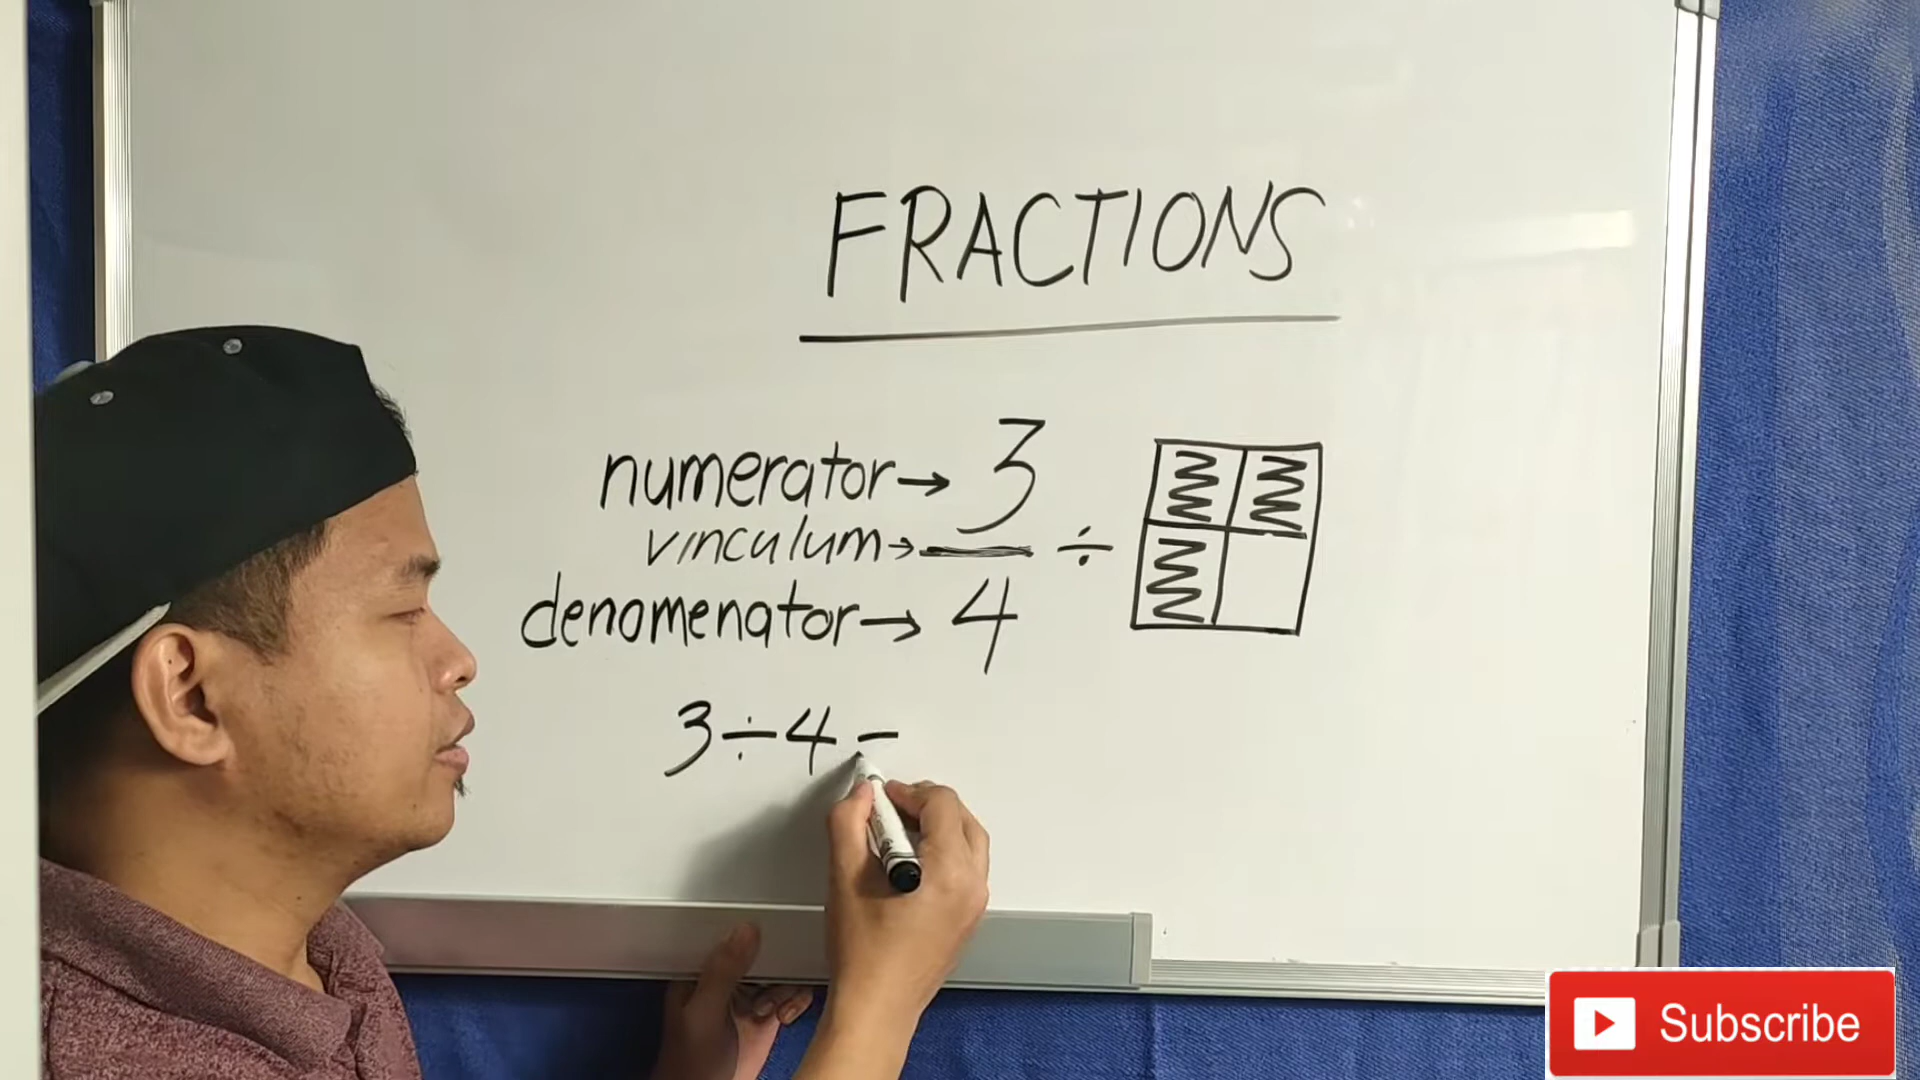 FRACTIONS
numerator→ 3
vinculum→ ÷
denomenator→ 4
3÷4 -
Subscribe